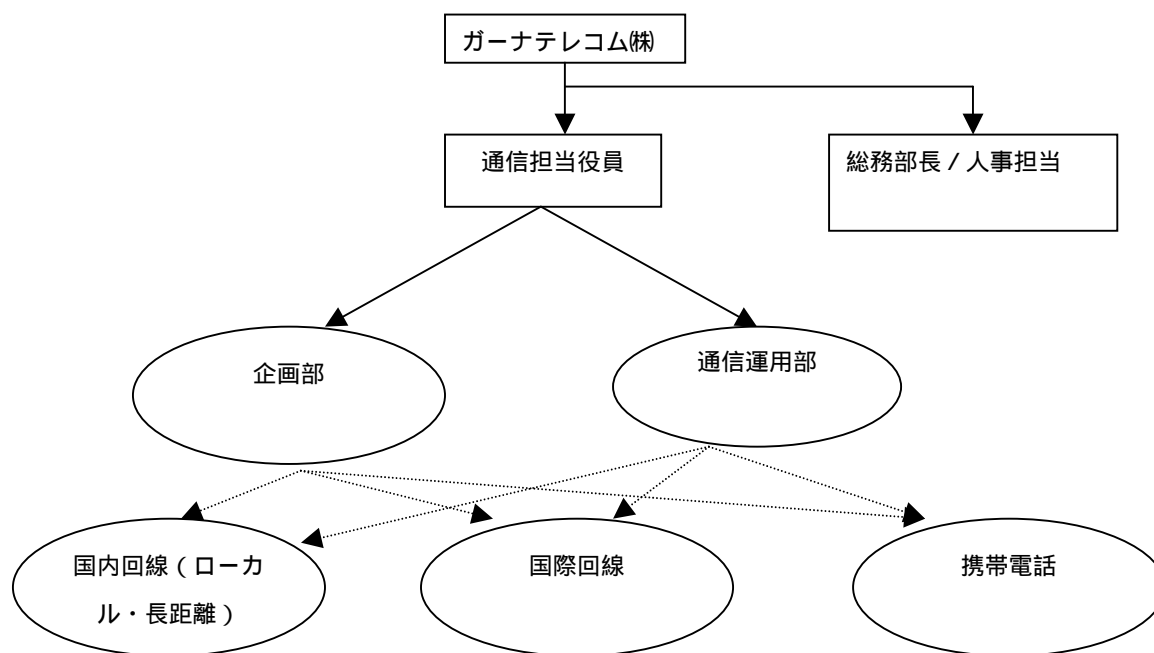 ガーナテレコム㈱
通信担当役員
総務部長 / 人事担当
企画部
通信運用部
国内回線（ローカ
ル・長距離）
国際回線
携帯電話